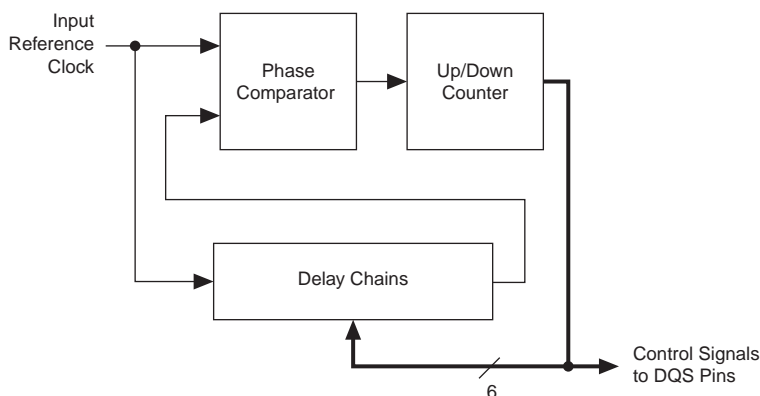 Input
Reference
Clock
Phase
Comparator
Up/Down
Counter
Delay Chains
6
Control Signals
to DQS Pins